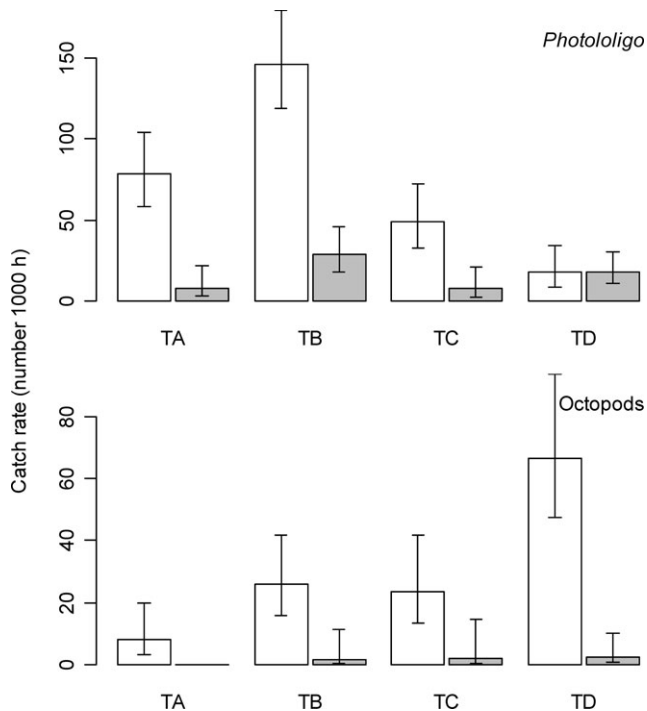 Photololigo
150
100
50
0
TA TB TC TD
Catch rate (number 1000 h)
Octopods
80
60
40
20
0
TA TB TC TD